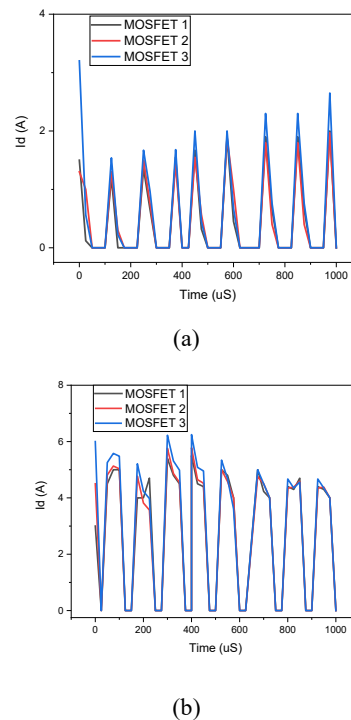 MOSFET 1
MOSFET 2
MOSFET 3
4
2
0
Id (A)
0 200 400 600 800 1000
Time (uS)
(a)
MOSFET 1
MOSFET 2
MOSFET 3
8
6
4
2
0
Id (A)
0 200 400 600 800 1000
Time (uS)
(b)